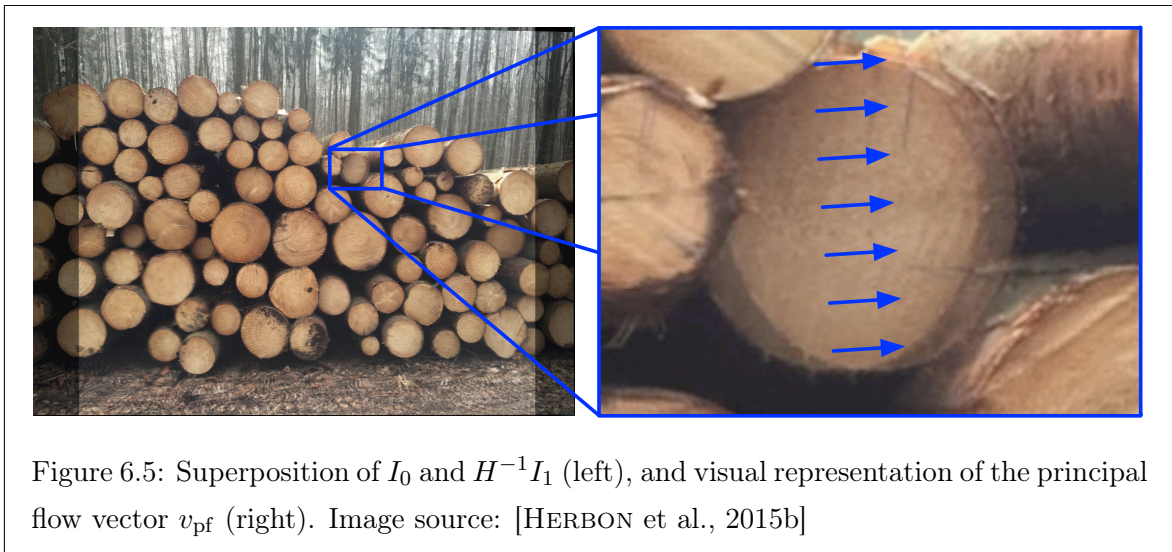 Figure 6.5: Superposition of I₀ and H⁻¹I₁ (left), and visual representation of the principal
flow vector v_pf (right). Image source: [HERBON et al., 2015b]